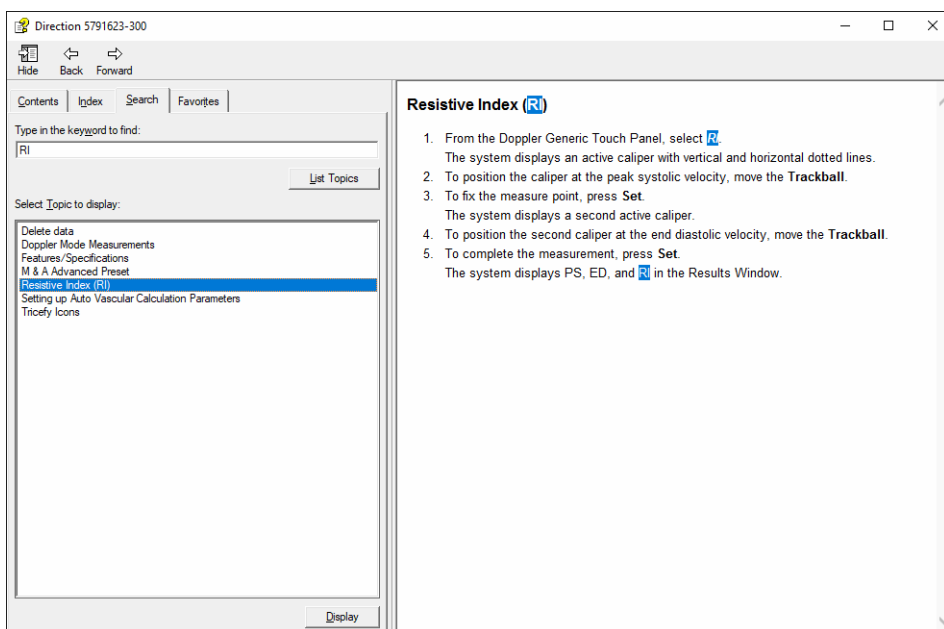 Direction 5791623-300
Hide Back Forward
Contents Index Search Favorites
Type in the keyword to find:
RI
List Topics
Select Topic to display:
Delete data
Doppler Mode Measurements
Features/Specifications
M & A Advanced Preset
Resistive Index (RI)
Setting up Auto Vascular Calculation Parameters
Tricefy Icons
Display
Resistive Index (RI)
1. From the Doppler Generic Touch Panel, select RI.
The system displays an active caliper with vertical and horizontal dotted lines.
2. To position the caliper at the peak systolic velocity, move the Trackball.
3. To fix the measure point, press Set.
The system displays a second active caliper.
4. To position the second caliper at the end diastolic velocity, move the Trackball.
5. To complete the measurement, press Set.
The system displays PS, ED, and RI in the Results Window.